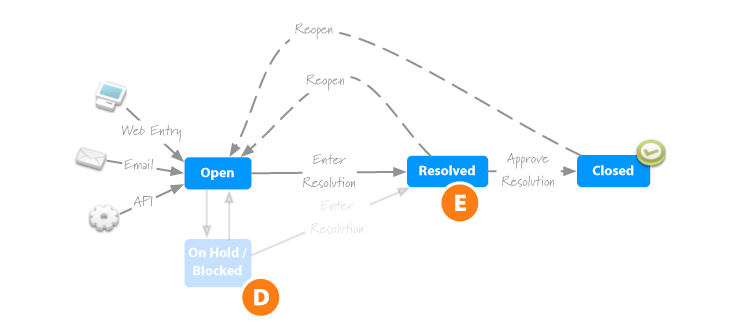 Reopen
Reopen
Web Entry
Email
API
Open
Enter
Resolution
Resolved
Approve
Resolution
Closed
E
Enter
Resolution
On Hold /
Blocked
D